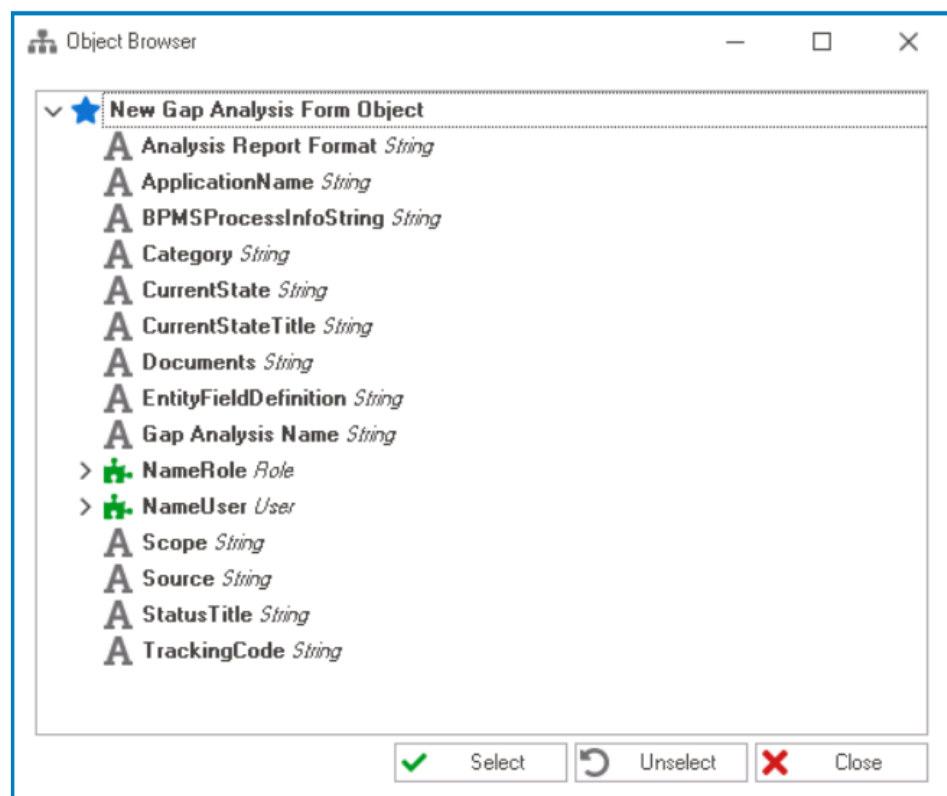 Object Browser
New Gap Analysis Form Object
Analysis Report Format String
ApplicationName String
BPMSProcessInfoString String
Category String
CurrentState String
CurrentStateTitle String
Documents String
EntityFieldDefinition String
Gap Analysis Name String
NameRole Role
NameUser User
Scope String
Source String
StatusTitle String
TrackingCode String
Select Unselect Close